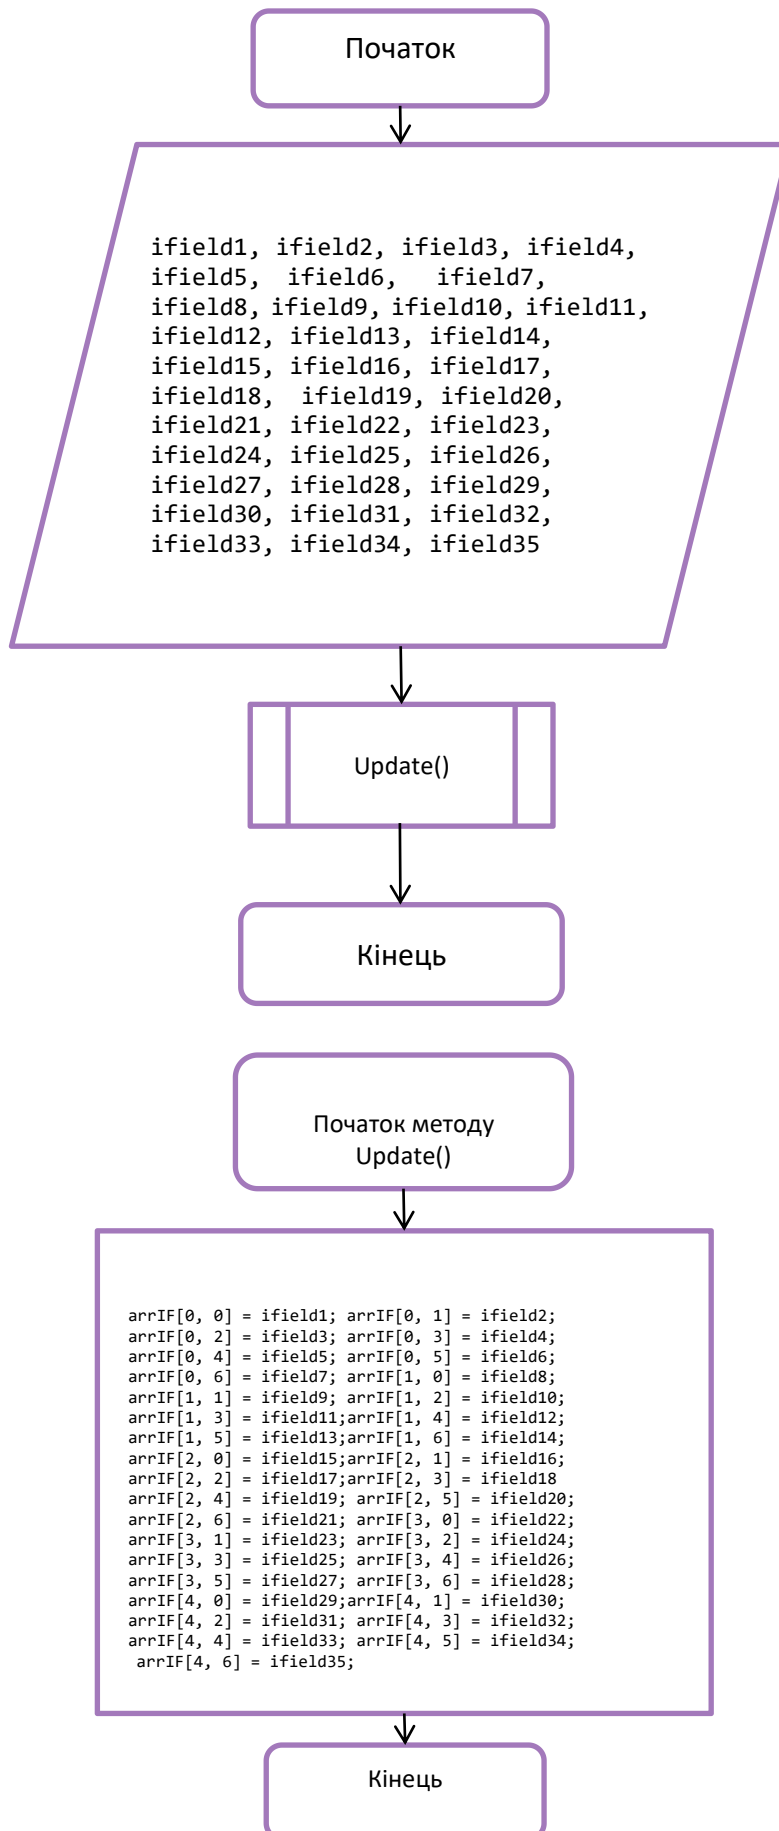 Початок
ifield1, ifield2, ifield3, ifield4,
ifield5, ifield6, ifield7,
ifield8, ifield9, ifield10, ifield11,
ifield12, ifield13, ifield14,
ifield15, ifield16, ifield17,
ifield18, ifield19, ifield20,
ifield21, ifield22, ifield23,
ifield24, ifield25, ifield26,
ifield27, ifield28, ifield29,
ifield30, ifield31, ifield32,
ifield33, ifield34, ifield35
Update()
Кінець
Початок методу
Update()
arrIF[0, 0] = ifield1; arrIF[0, 1] = ifield2;
arrIF[0, 2] = ifield3; arrIF[0, 3] = ifield4;
arrIF[0, 4] = ifield5; arrIF[0, 5] = ifield6;
arrIF[0, 6] = ifield7; arrIF[1, 0] = ifield8;
arrIF[1, 1] = ifield9; arrIF[1, 2] = ifield10;
arrIF[1, 3] = ifield11;arrIF[1, 4] = ifield12;
arrIF[1, 5] = ifield13;arrIF[1, 6] = ifield14;
arrIF[2, 0] = ifield15;arrIF[2, 1] = ifield16;
arrIF[2, 2] = ifield17;arrIF[2, 3] = ifield18
arrIF[2, 4] = ifield19; arrIF[2, 5] = ifield20;
arrIF[2, 6] = ifield21; arrIF[3, 0] = ifield22;
arrIF[3, 1] = ifield23; arrIF[3, 2] = ifield24;
arrIF[3, 3] = ifield25; arrIF[3, 4] = ifield26;
arrIF[3, 5] = ifield27; arrIF[3, 6] = ifield28;
arrIF[4, 0] = ifield29;arrIF[4, 1] = ifield30;
arrIF[4, 2] = ifield31; arrIF[4, 3] = ifield32;
arrIF[4, 4] = ifield33; arrIF[4, 5] = ifield34;
arrIF[4, 6] = ifield35;
Кінець